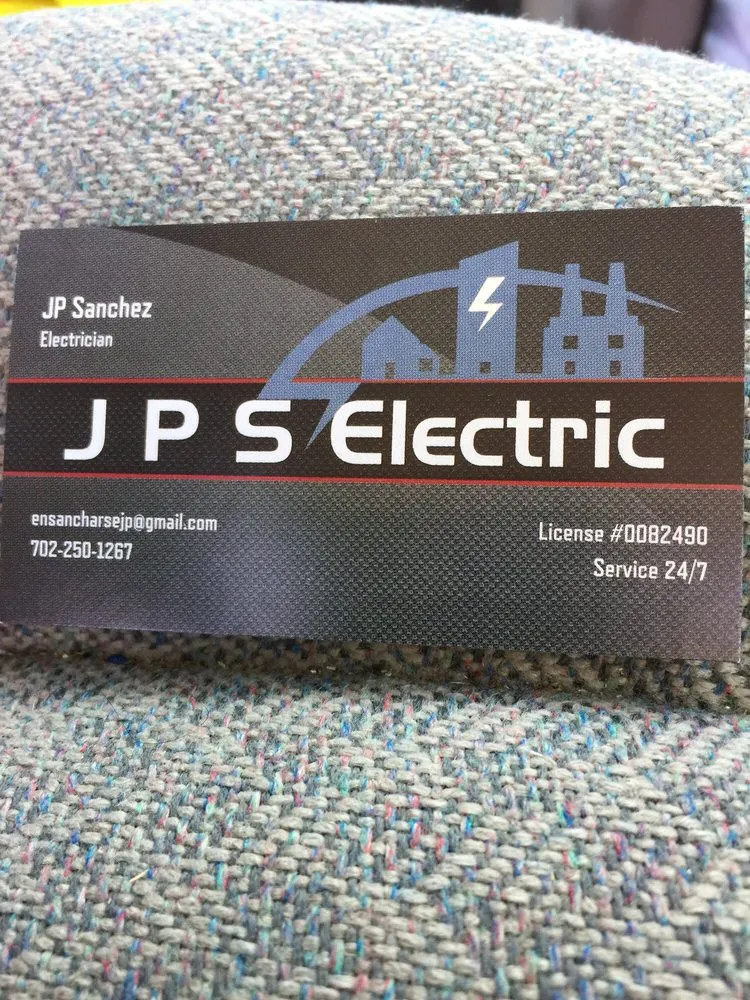 JP Sanchez
Electrician
J P S Electric
ensancharsejp@gmail.com
702-250-1267
License #0082490
Service 24/7